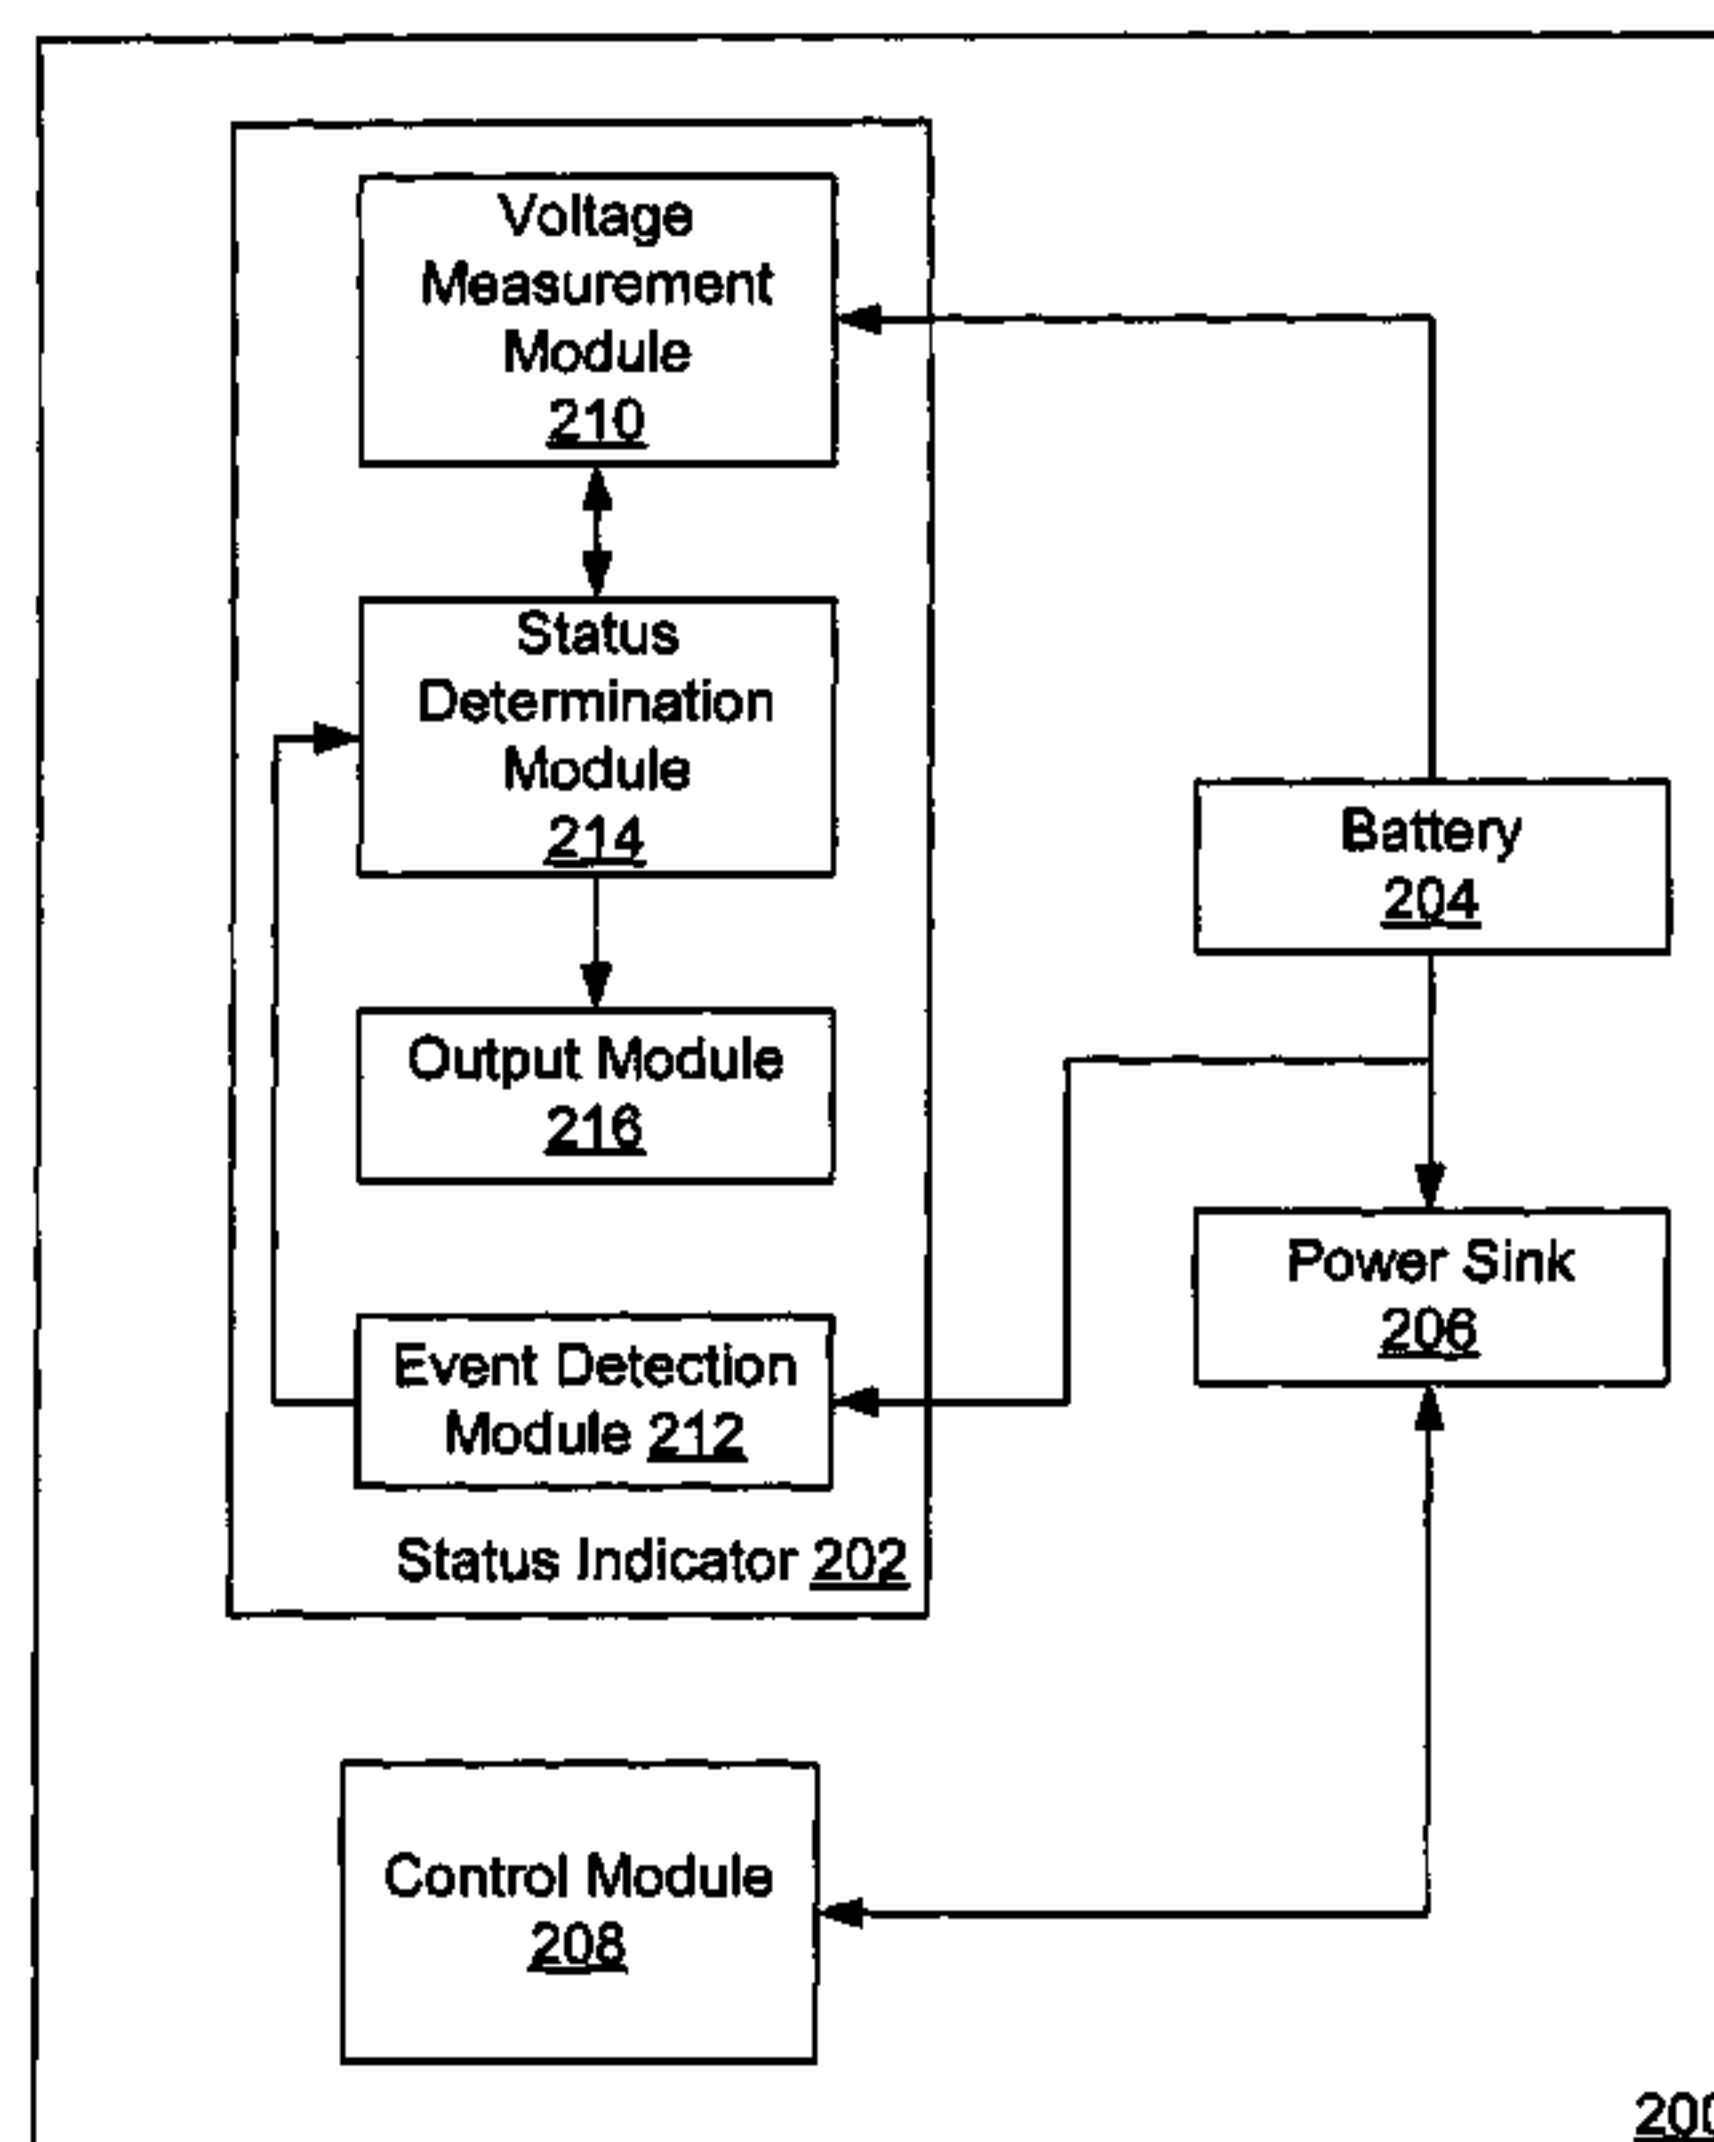 Voltage
Measurement
Module
210
Status
Determination
Module
214
Battery
204
Output Module
216
Power Sink
206
Event Detection
Module 212
Status Indicator 202
Control Module
208
200